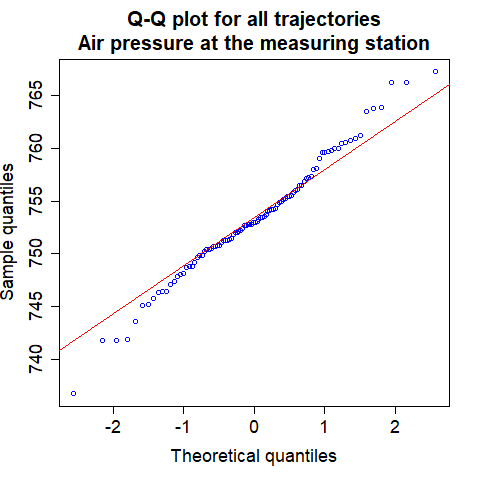 Q-Q plot for all trajectories
Air pressure at the measuring station
Sample quantiles
765
760
755
750
745
740
-2
-1
0
1
2
Theoretical quantiles